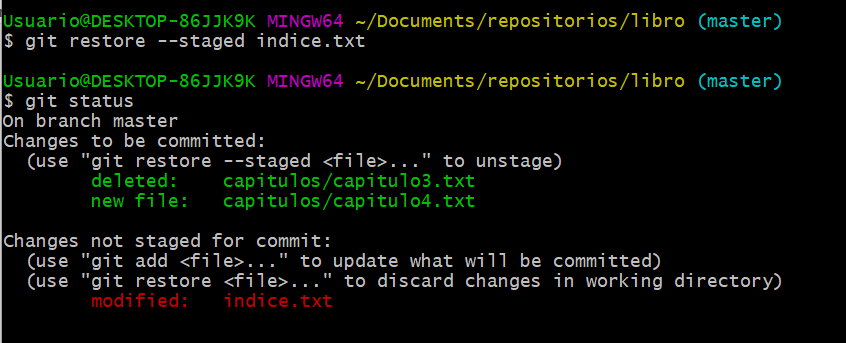 Usuario@DESKTOP-86JJK9K MINGW64 ~/Documents/repositorios/libro (master)
$ git restore --staged indice.txt
Usuario@DESKTOP-86JJK9K MINGW64 ~/Documents/repositorios/libro (master)
$ git status
On branch master
Changes to be committed:
  (use "git restore --staged <file>..." to unstage)
        deleted:    capitulos/capitulo3.txt
        new file:   capitulos/capitulo4.txt
Changes not staged for commit:
  (use "git add <file>..." to update what will be committed)
  (use "git restore <file>..." to discard changes in working directory)
        modified:   indice.txt